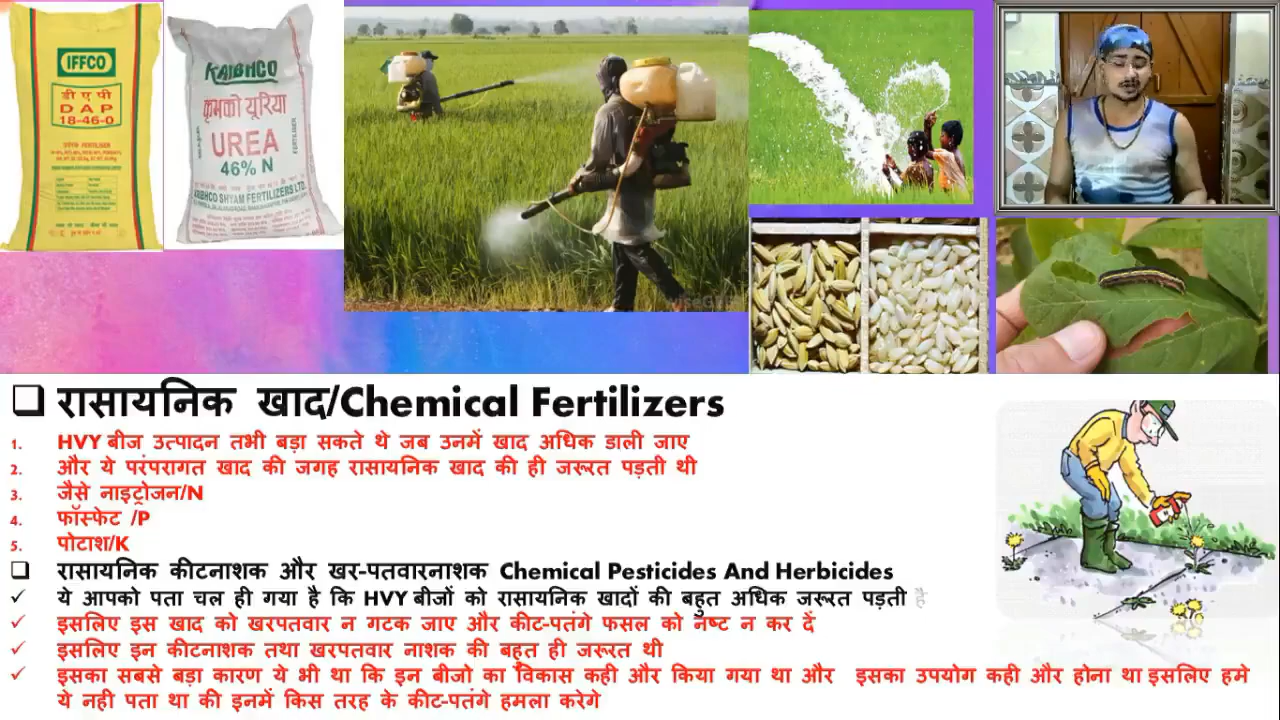 IFFCO
डी ए पी
D A P
18-46-0
KRIBHCO
कृभको यूरिया
UREA
46% N
KRIBHCO SHYAM FERTILIZERS LTD.
❑ रासायनिक खाद/Chemical Fertilizers
1. HVY बीज उत्पादन तभी बड़ा सकते थे जब उनमें खाद अधिक डाली जाए
2. और ये परंपरागत खाद की जगह रासायनिक खाद की ही जरूरत पड़ती थी
3. जैसे नाइट्रोजन/N
4. फॉस्फेट /P
5. पोटाश/K
❑ रासायनिक कीटनाशक और खर-पतवारनाशक Chemical Pesticides And Herbicides
✓ ये आपको पता चल ही गया है कि HVY बीजों को रासायनिक खादों की बहुत अधिक जरूरत पड़ती है
✓ इसलिए इस खाद को खरपतवार न गटक जाए और कीट-पतंगे फसल को नष्ट न कर दें
✓ इसलिए इन कीटनाशक तथा खरपतवार नाशक की बहुत ही जरूरत थी
✓ इसका सबसे बड़ा कारण ये भी था कि इन बीजो का विकास कही और किया गया था और इसका उपयोग कही और होना था इसलिए हमे
ये नही पता था की इनमें किस तरह के कीट-पतंगे हमला करेगे